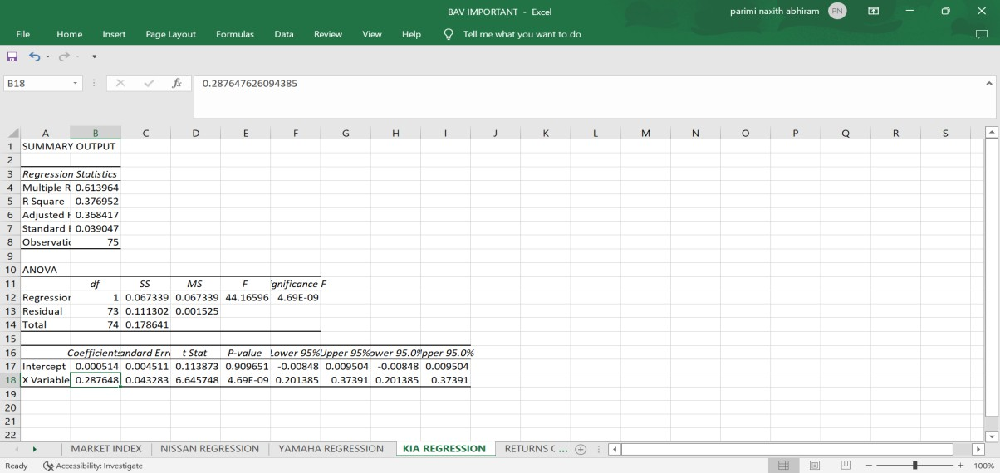 BAV IMPORTANT - Excel
parimi naxith abhiram PN
File Home Insert Page Layout Formulas Data Review View Help Tell me what you want to do
B18 fx 0.287647626094385
A B C D E F G H I J K L M N O P Q R S
1 SUMMARY OUTPUT
2
3 Regression Statistics
4 Multiple R 0.613964
5 R Square 0.376952
6 Adjusted F 0.368417
7 Standard I 0.039047
8 Observatio 75
9
10 ANOVA
11 df SS MS F gnificance F
12 Regression 1 0.067339 0.067339 44.16596 4.69E-09
13 Residual 73 0.111302 0.001525
14 Total 74 0.178641
15
16 Coefficients andard Erro t Stat P-value Lower 95% Upper 95% ower 95.0% pper 95.0%
17 Intercept 0.000514 0.004511 0.113873 0.909651 -0.00848 0.009504 -0.00848 0.009504
18 X Variable 0.287648 0.043283 6.645748 4.69E-09 0.201385 0.37391 0.201385 0.37391
19
20
21
22
MARKET INDEX NISSAN REGRESSION YAMAHA REGRESSION KIA REGRESSION RETURNS C ...
Ready Accessibility: Investigate 100%